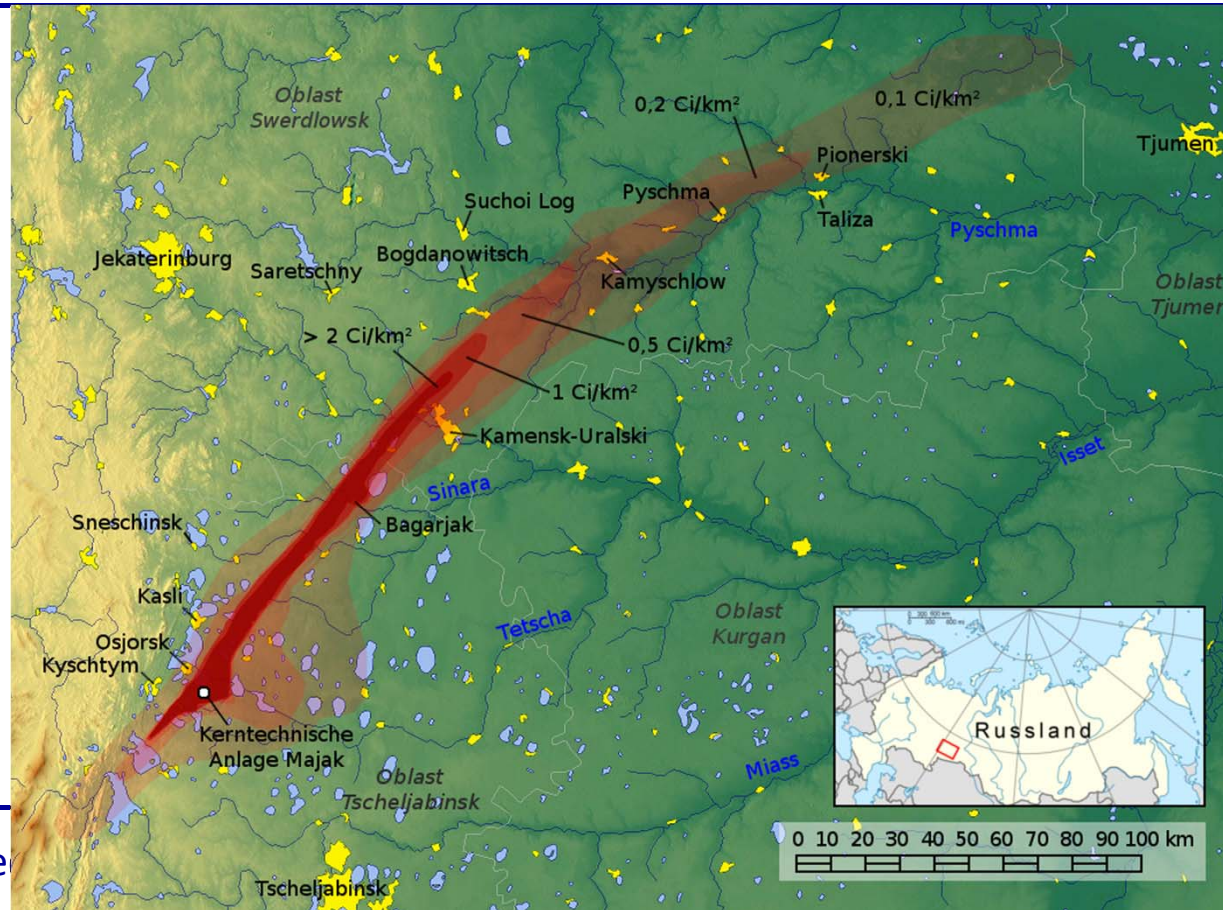 Oblast
Swerdlowsk
0,2 Ci/km²
0,1 Ci/km²
Tjumen
Pionerski
Pyschma
Suchoi Log
Taliza
Pyschma
Jekaterinburg
Bogdanowitsch
Saretschny
Kamyschlow
Oblast
Tjumen
> 2 Ci/km²
0,5 Ci/km²
1 Ci/km²
Kamensk-Uralski
Isset
Sinara
Sneschinsk
Bagarjak
Kasli
Tetscha
Oblast
Kurgan
Osjorsk
Kyschtym
Kerntechnische
Anlage Majak
Russland
Miass
Oblast
Tscheljabinsk
0 10 20 30 40 50 60 70 80 90 100 km
Tscheljabinsk